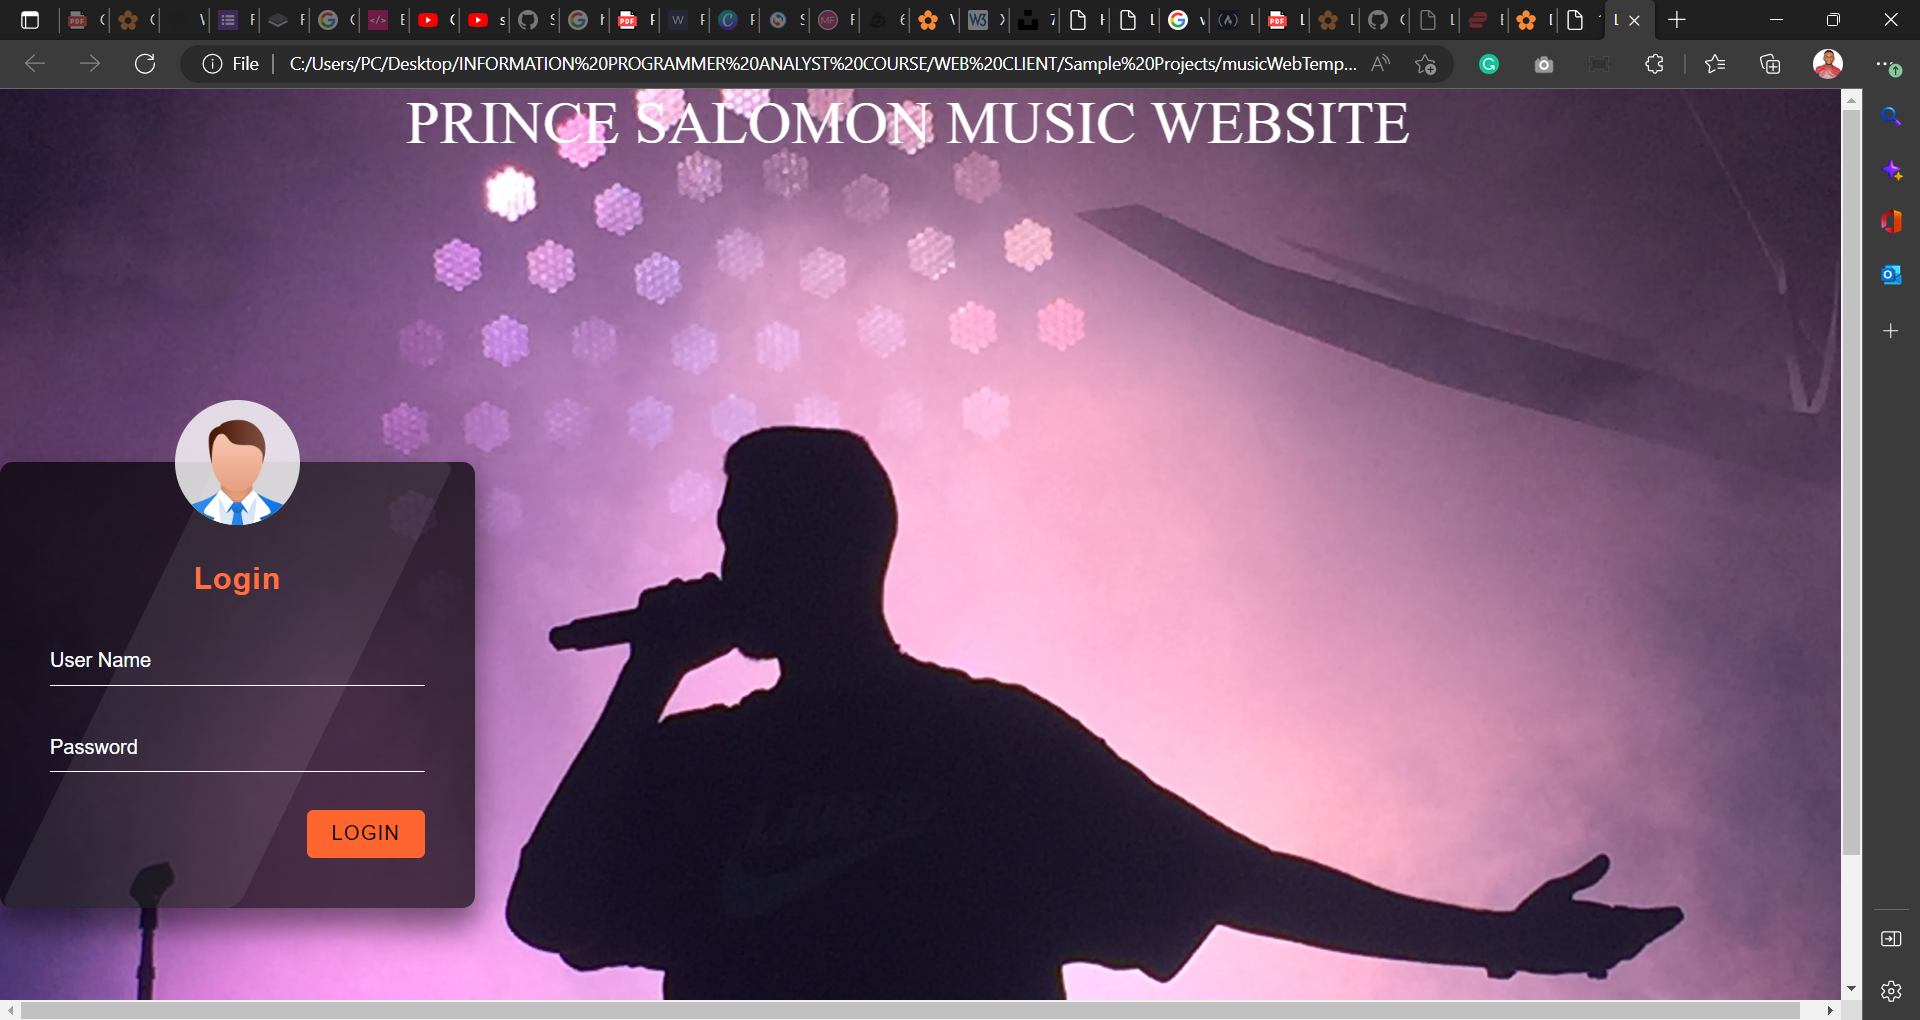 File
C:/Users/PC/Desktop/INFORMATION%20PROGRAMMER%20ANALYST%20COURSE/WEB%20CLIENT/Sample%20Projects/musicWebTemp...
PRINCE SALOMON MUSIC WEBSITE
Login
User Name
Password
LOGIN